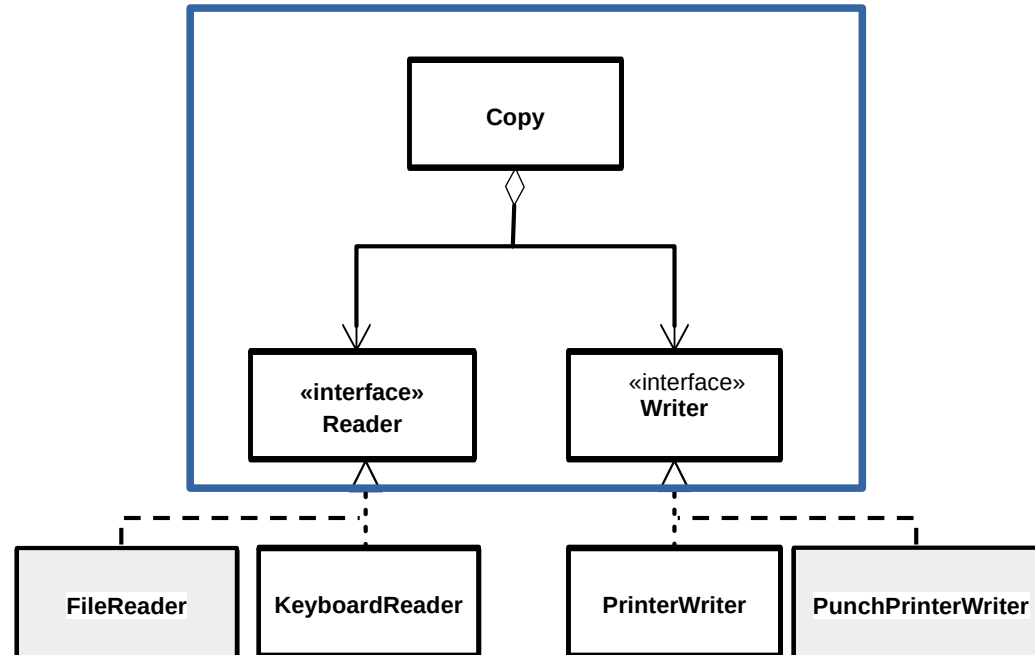 Copy
«interface»
Reader
«interface»
Writer
FileReader
KeyboardReader
PrinterWriter
PunchPrinterWriter